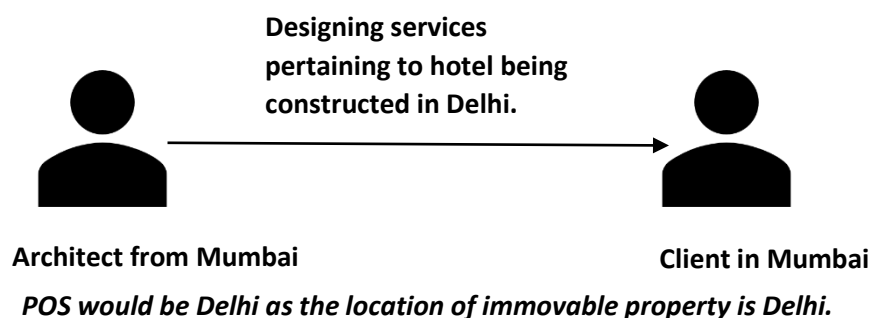 Designing services
pertaining to hotel being
constructed in Delhi.
Architect from Mumbai
Client in Mumbai
POS would be Delhi as the location of immovable property is Delhi.